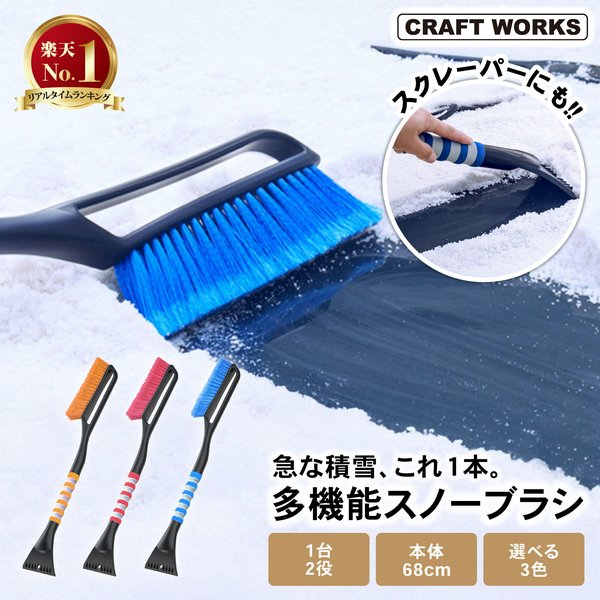 楽天
No.1
リアルタイムランキング
CRAFT WORKS
スクレーパーにも!!
急な積雪、これ1本。
多機能スノーブラシ
1台
2役
本体
68cm
選べる
3色